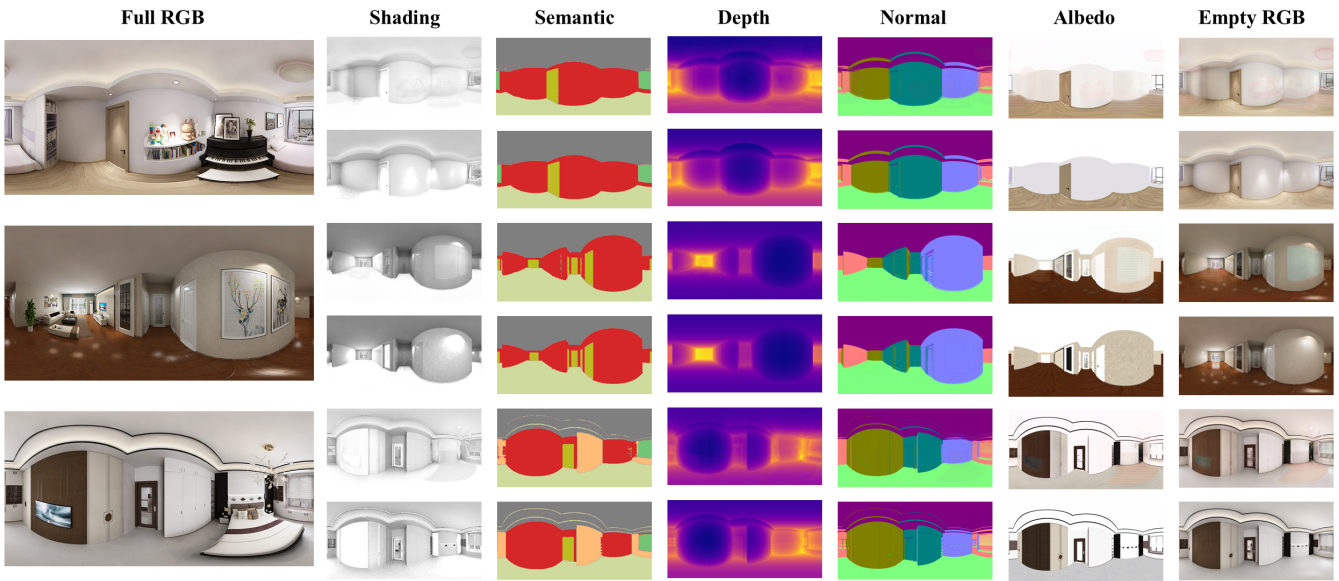 Full RGB
Shading
Semantic
Depth
Normal
Albedo
Empty RGB